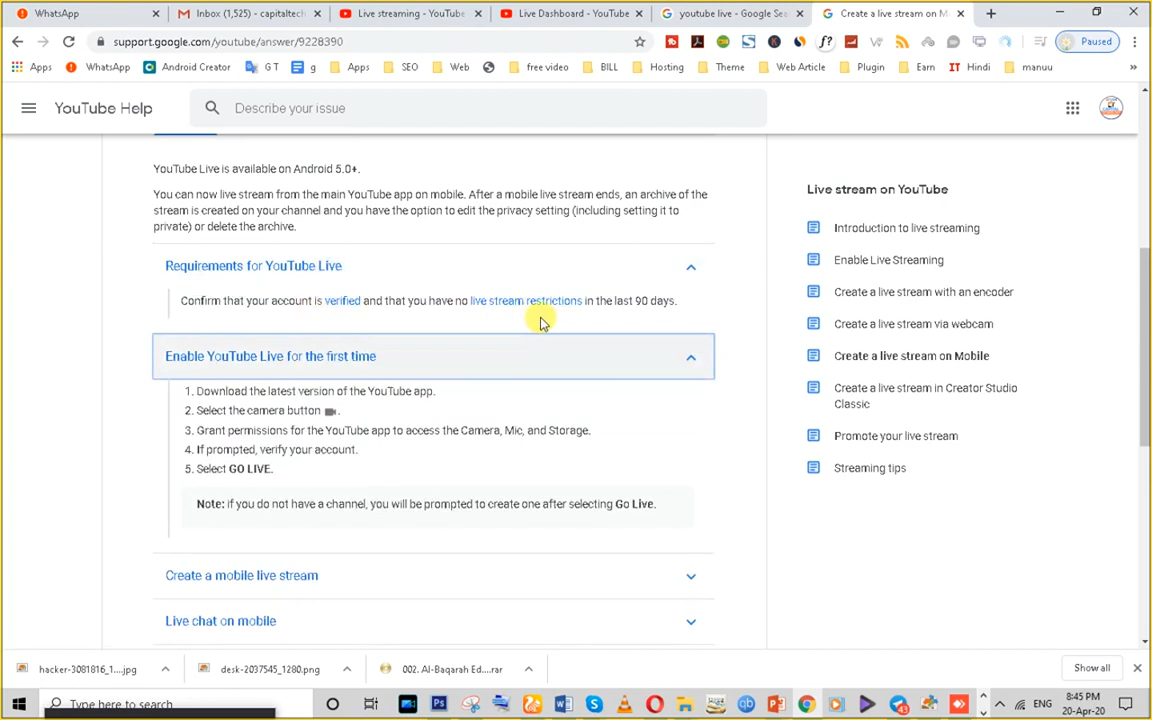 WhatsApp
Inbox (1,525) - capitaltech
Live streaming - YouTube
Live Dashboard - YouTube
youtube live - Google Sea
Create a live stream on M
support.google.com/youtube/answer/9228390
Paused
Apps
WhatsApp
Android Creator
G T
g
Apps
SEO
Web
free video
BILL
Hosting
Theme
Web Article
Plugin
Earn
IT Hindi
manuu
YouTube Help
Describe your issue
YouTube Live is available on Android 5.0+.
You can now live stream from the main YouTube app on mobile. After a mobile live stream ends, an archive of the
stream is created on your channel and you have the option to edit the privacy setting (including setting it to
private) or delete the archive.
Requirements for YouTube Live
Confirm that your account is verified and that you have no live stream restrictions in the last 90 days.
Enable YouTube Live for the first time
1. Download the latest version of the YouTube app.
2. Select the camera button .
3. Grant permissions for the YouTube app to access the Camera, Mic, and Storage.
4. If prompted, verify your account.
5. Select GO LIVE.
Note: if you do not have a channel, you will be prompted to create one after selecting Go Live.
Create a mobile live stream
Live chat on mobile
Live stream on YouTube
Introduction to live streaming
Enable Live Streaming
Create a live stream with an encoder
Create a live stream via webcam
Create a live stream on Mobile
Create a live stream in Creator Studio
Classic
Promote your live stream
Streaming tips
hacker-3081816_1....jpg
desk-2037545_1280.png
002. Al-Baqarah Ed....rar
Show all
Type here to search
43
ENG
8:45 PM
20-Apr-20